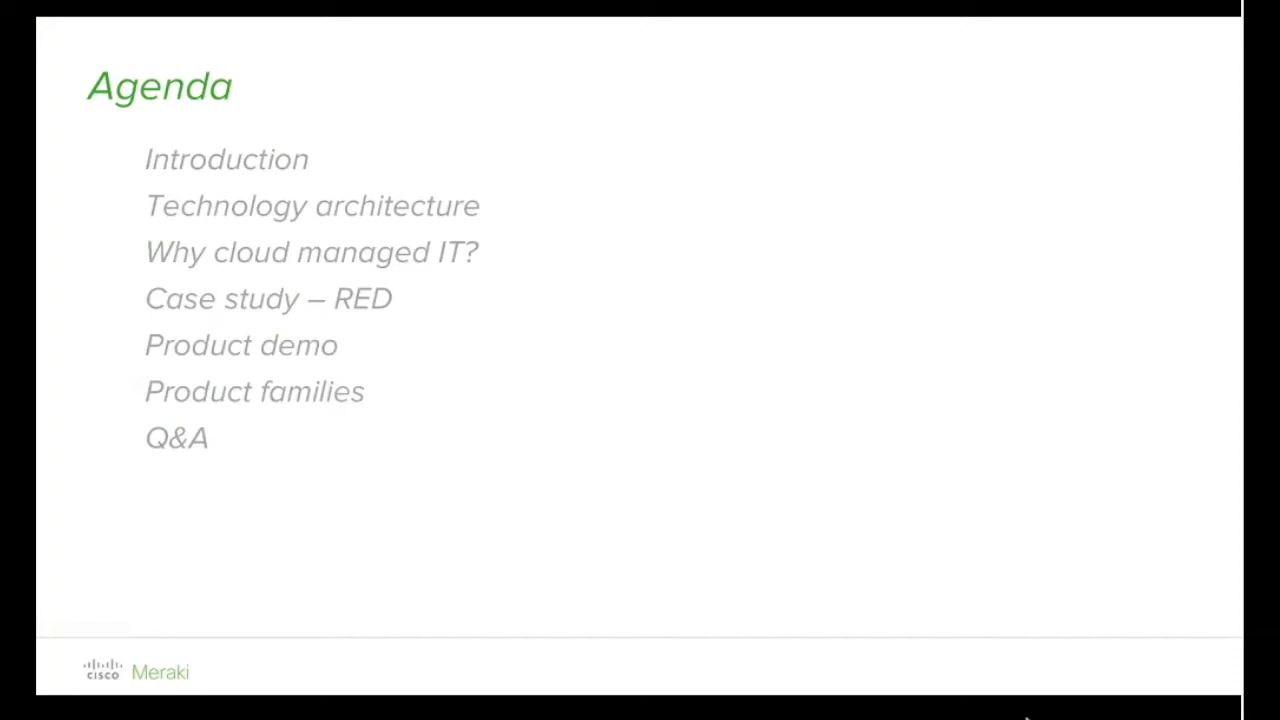 Agenda
Introduction
Technology architecture
Why cloud managed IT?
Case study – RED
Product demo
Product families
Q&A
cisco Meraki